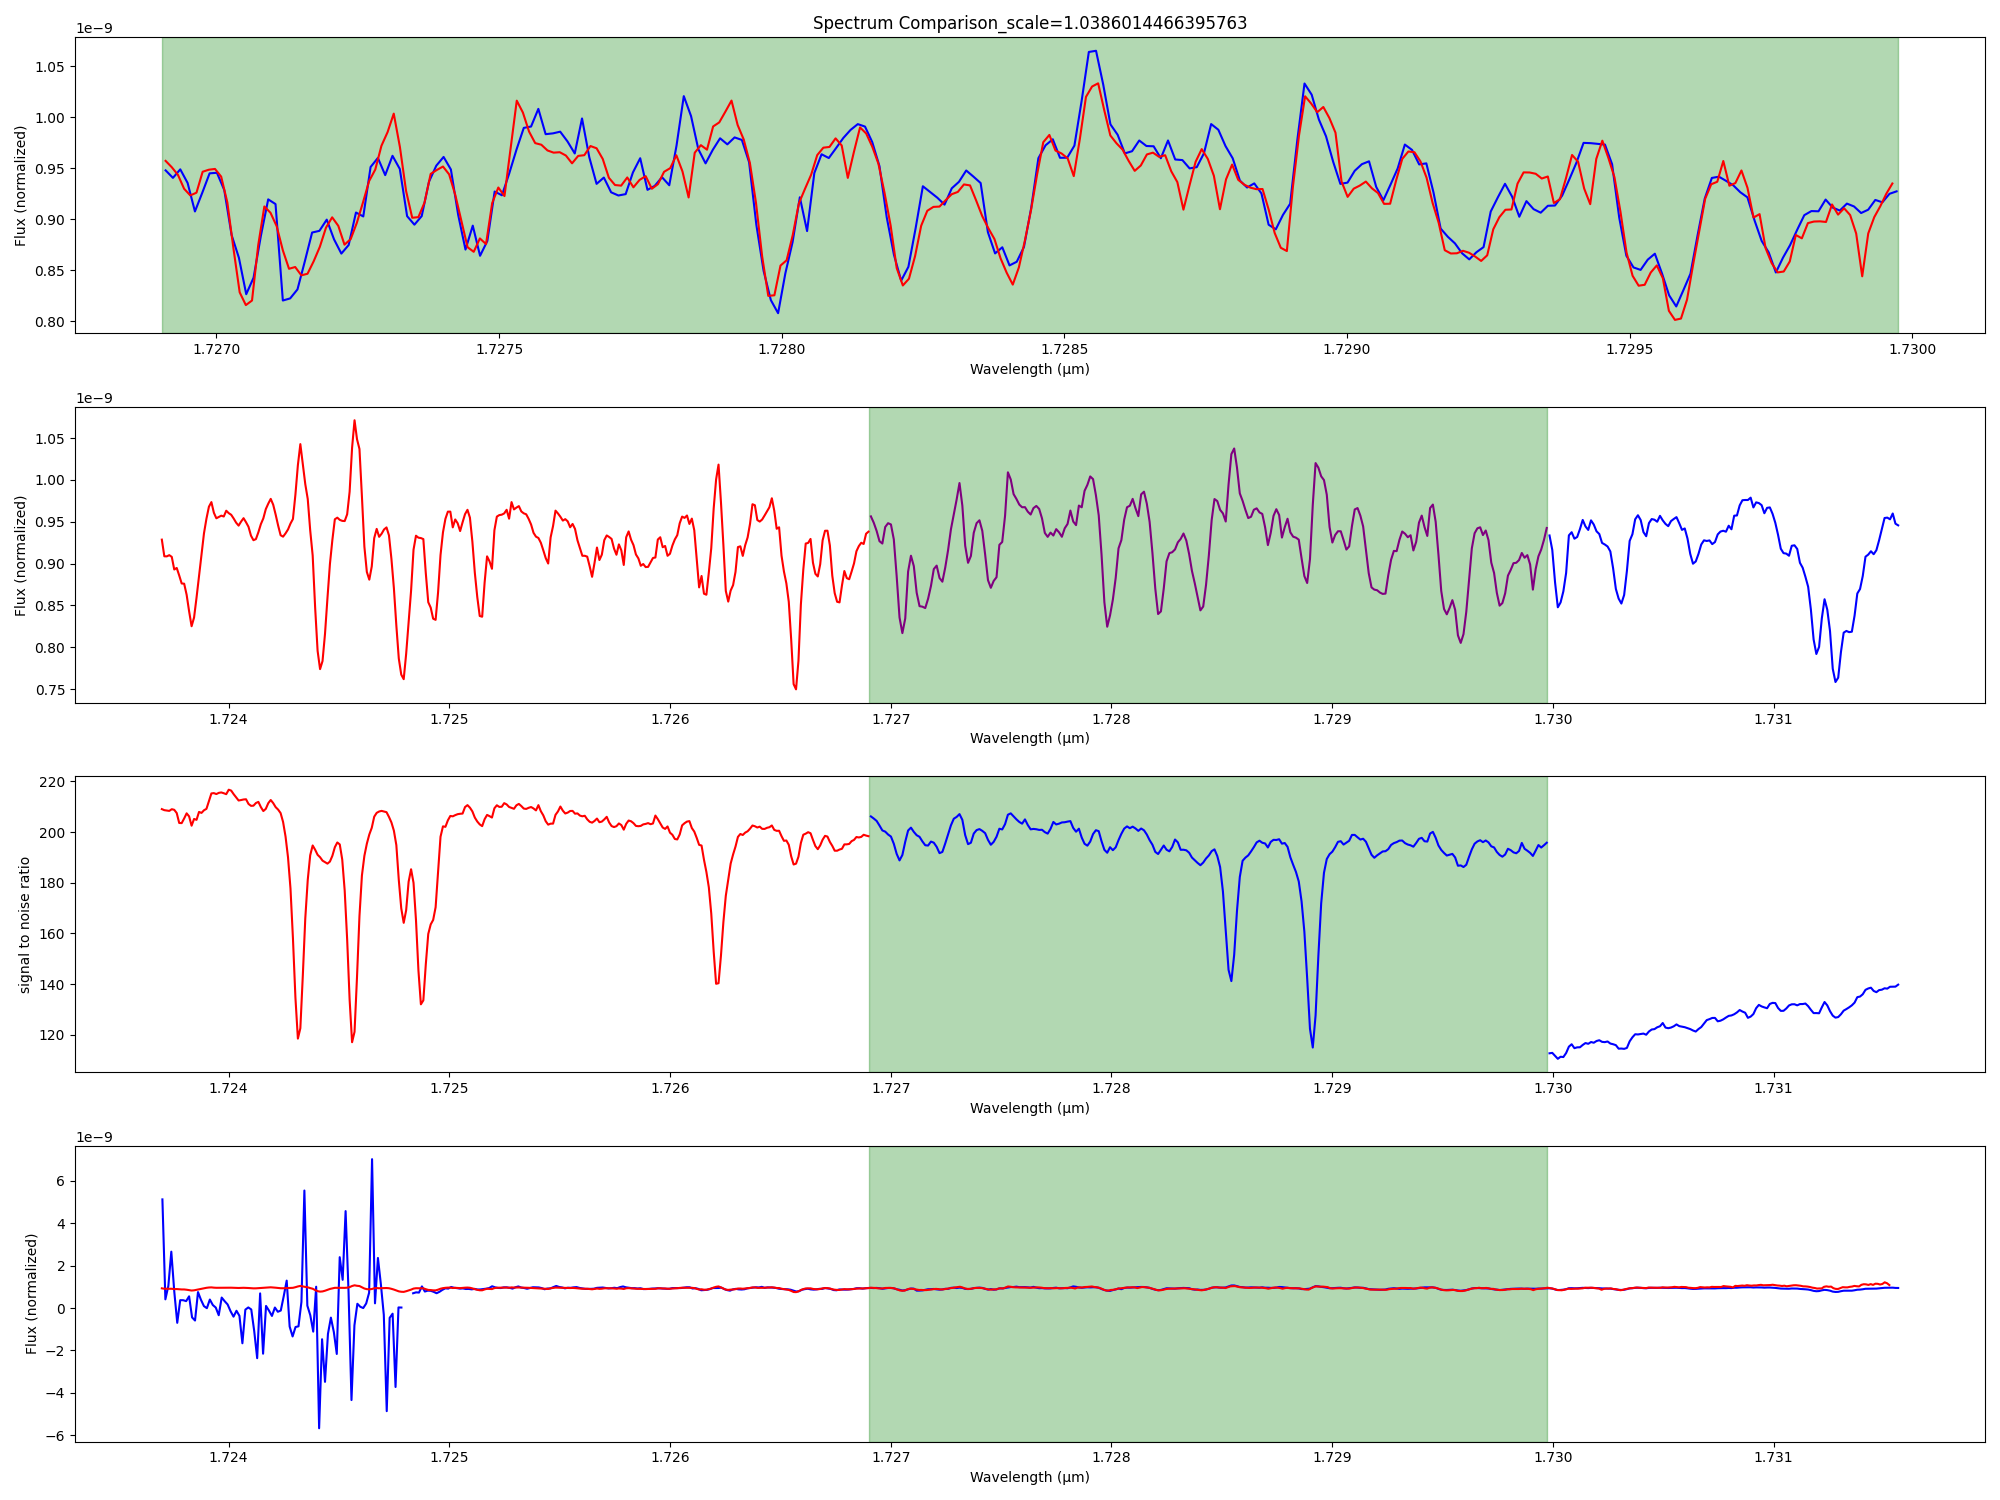 Spectrum Comparison_scale=1.0386014466395763
1e−9
1.05
1.00
0.95
0.90
0.85
0.80
Flux (normalized)
1.7270 1.7275 1.7280 1.7285 1.7290 1.7295 1.7300
Wavelength (μm)
1e−9
1.05
1.00
0.95
0.90
0.85
0.80
0.75
Flux (normalized)
1.724 1.725 1.726 1.727 1.728 1.729 1.730 1.731
Wavelength (μm)
220
200
180
160
140
120
signal to noise ratio
1.724 1.725 1.726 1.727 1.728 1.729 1.730 1.731
Wavelength (μm)
1e−9
6
4
2
0
−2
−4
−6
Flux (normalized)
1.724 1.725 1.726 1.727 1.728 1.729 1.730 1.731
Wavelength (μm)